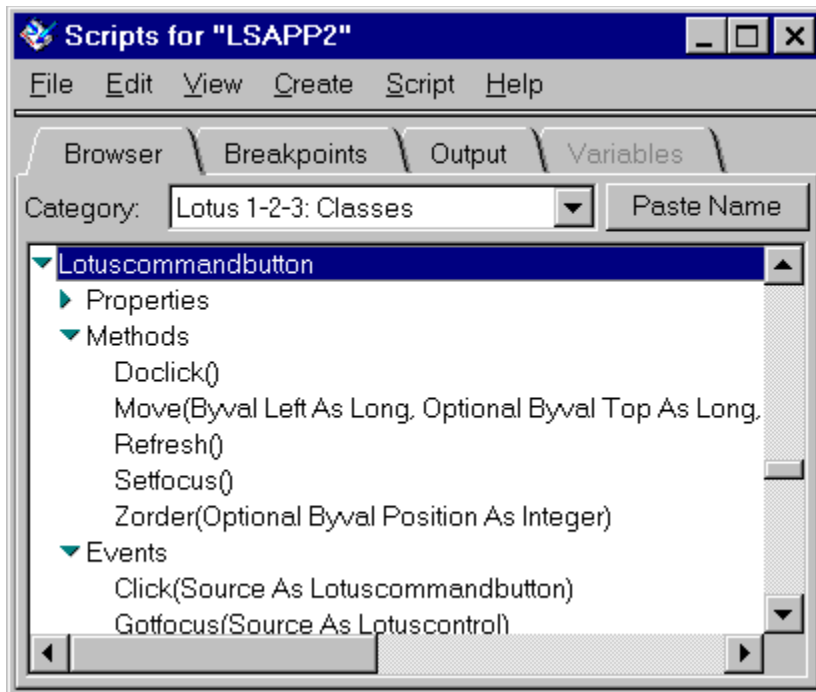 Scripts for "LSAPP2"
File Edit View Create Script Help
Browser Breakpoints Output Variables
Category: Lotus 1-2-3: Classes Paste Name
Lotuscommandbutton
Properties
Methods
Doclick()
Move(Byval Left As Long, Optional Byval Top As Long,
Refresh()
Setfocus()
Zorder(Optional Byval Position As Integer)
Events
Click(Source As Lotuscommandbutton)
Gotfocus(Source As Lotuscontrol)